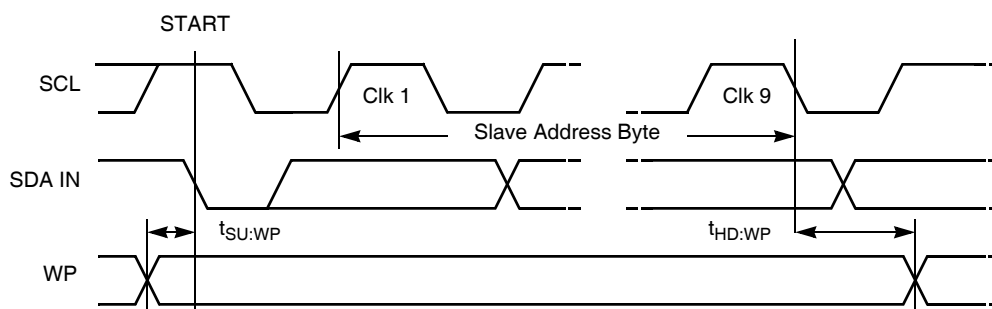 START
SCL
Clk 1
Clk 9
Slave Address Byte
SDA IN
tSU:WP
tHD:WP
WP